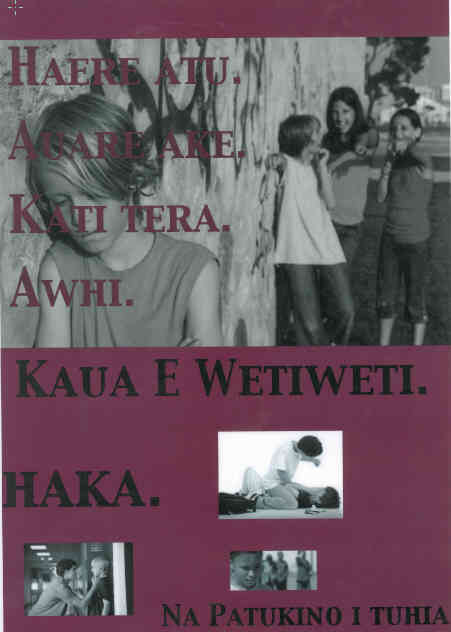 HAERE ATU.
AUARE AKE.
KATI TERA.
AWHI.
KAUA E WETIWETI.
HAKA.
NA PATUKINO I TUHIA